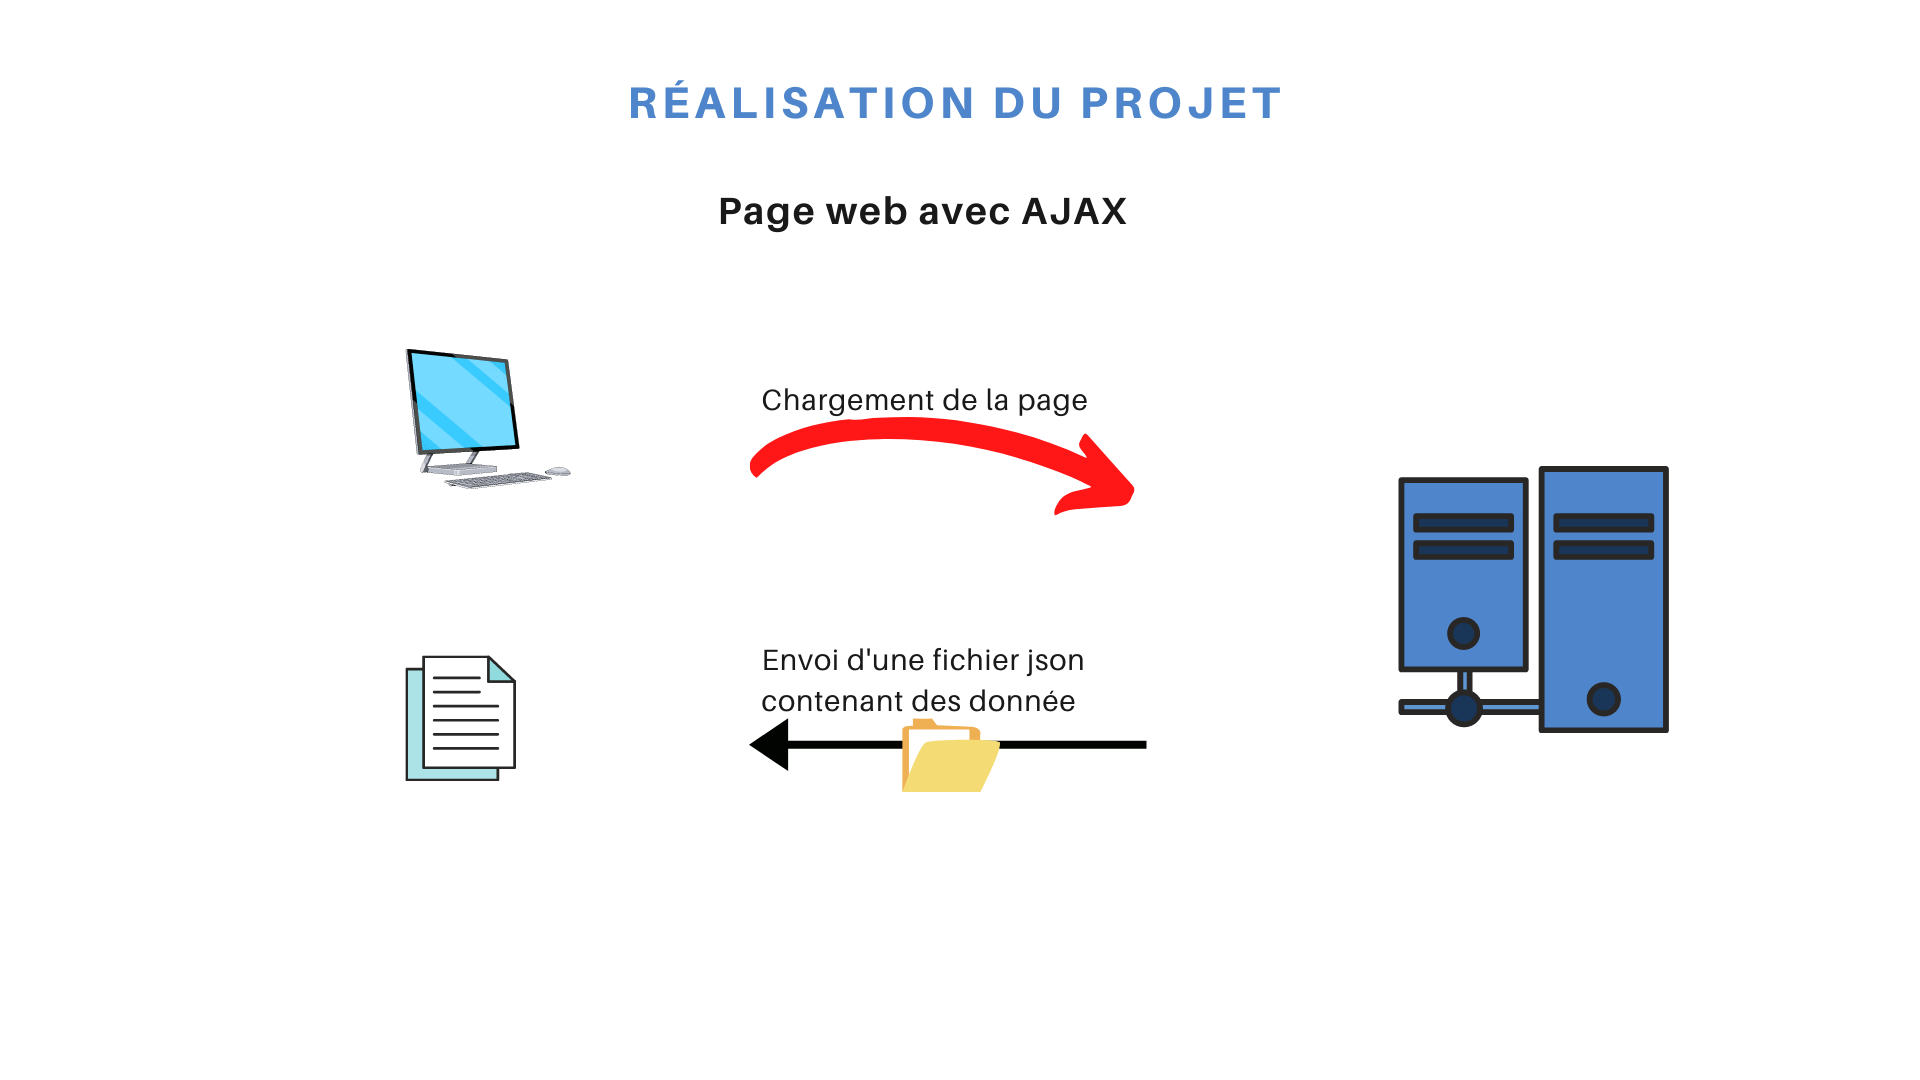 RÉALISATION DU PROJET
Page web avec AJAX
Chargement de la page
Envoi d'une fichier json
contenant des donnée